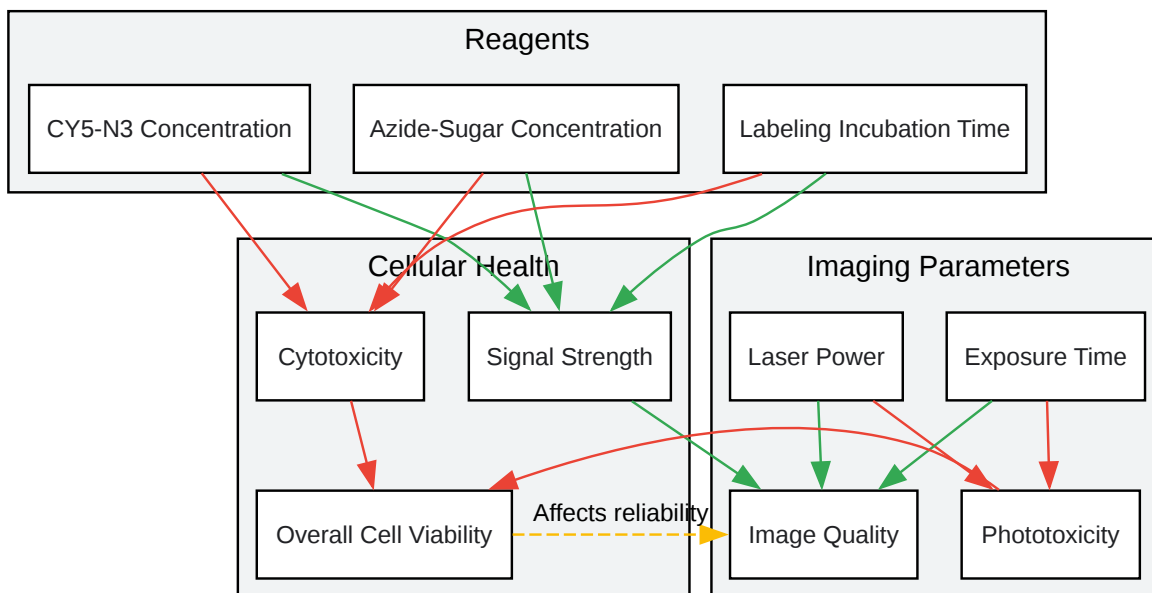 Reagents
CY5-N3 Concentration
Azide-Sugar Concentration
Labeling Incubation Time
Cellular Health
Imaging Parameters
Cytotoxicity
Signal Strength
Laser Power
Exposure Time
Affects reliability
Overall Cell Viability
Image Quality
Phototoxicity